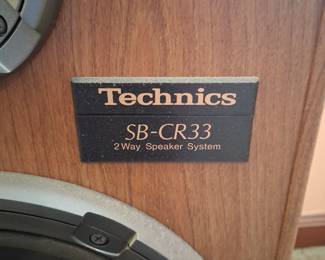 Technics
SB-CR33
2 Way Speaker System